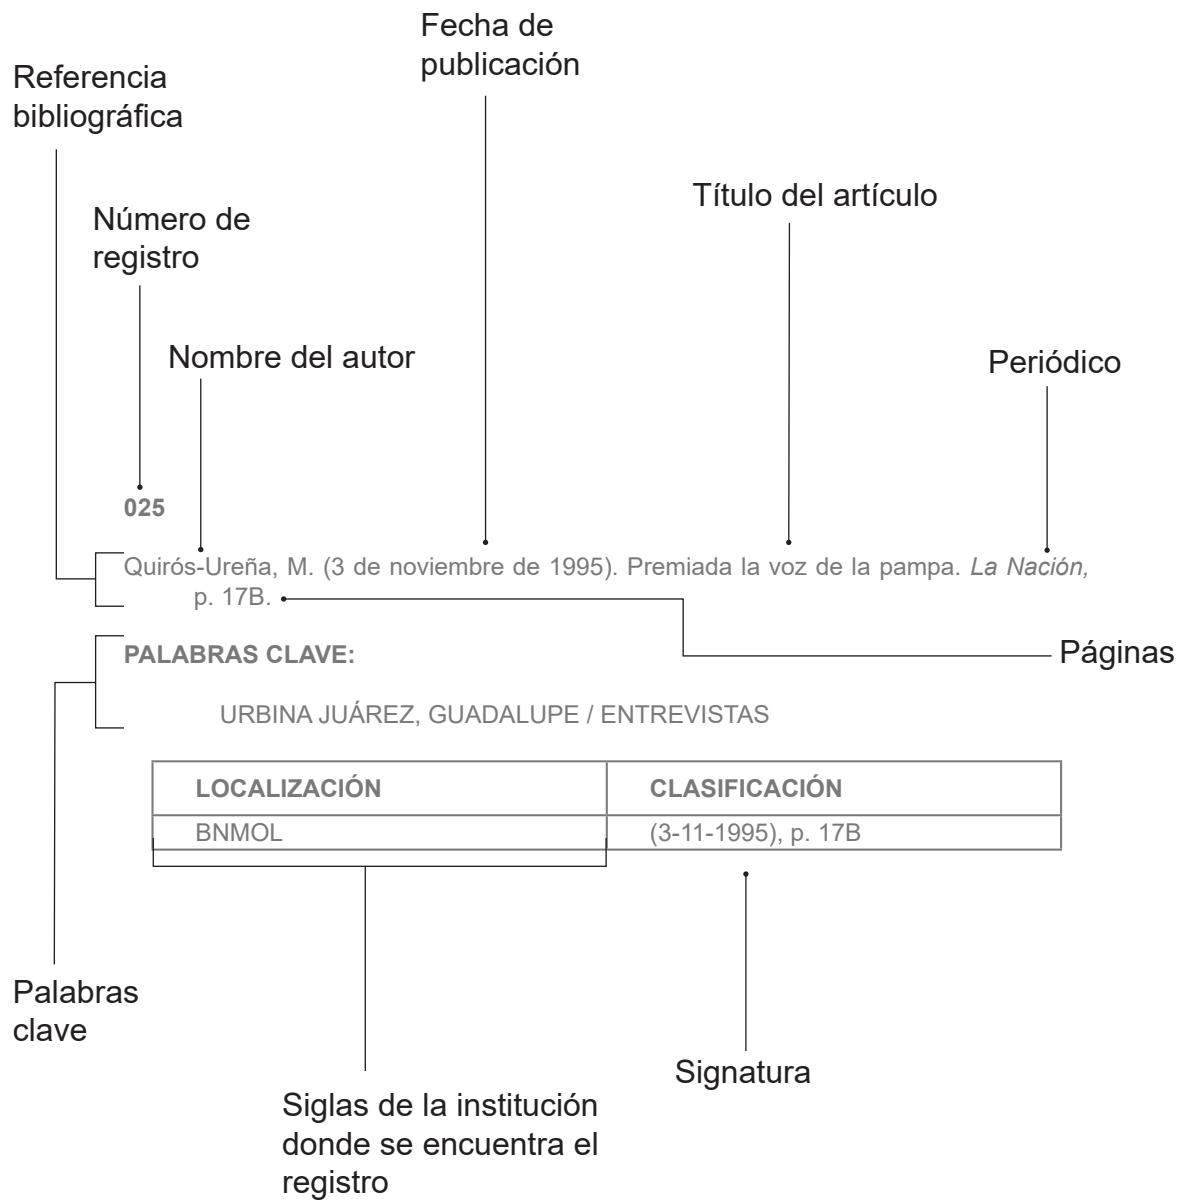 Fecha de
publicación
Referencia
bibliográfica
Título del artículo
Número de
registro
Nombre del autor
Periódico
025
Quirós-Ureña, M. (3 de noviembre de 1995). Premiada la voz de la pampa. La Nación,
p. 17B.
Páginas
PALABRAS CLAVE:
URBINA JUÁREZ, GUADALUPE / ENTREVISTAS
LOCALIZACIÓN CLASIFICACIÓN
BNMOL (3-11-1995), p. 17B
Palabras
clave
Signatura
Siglas de la institución
donde se encuentra el
registro